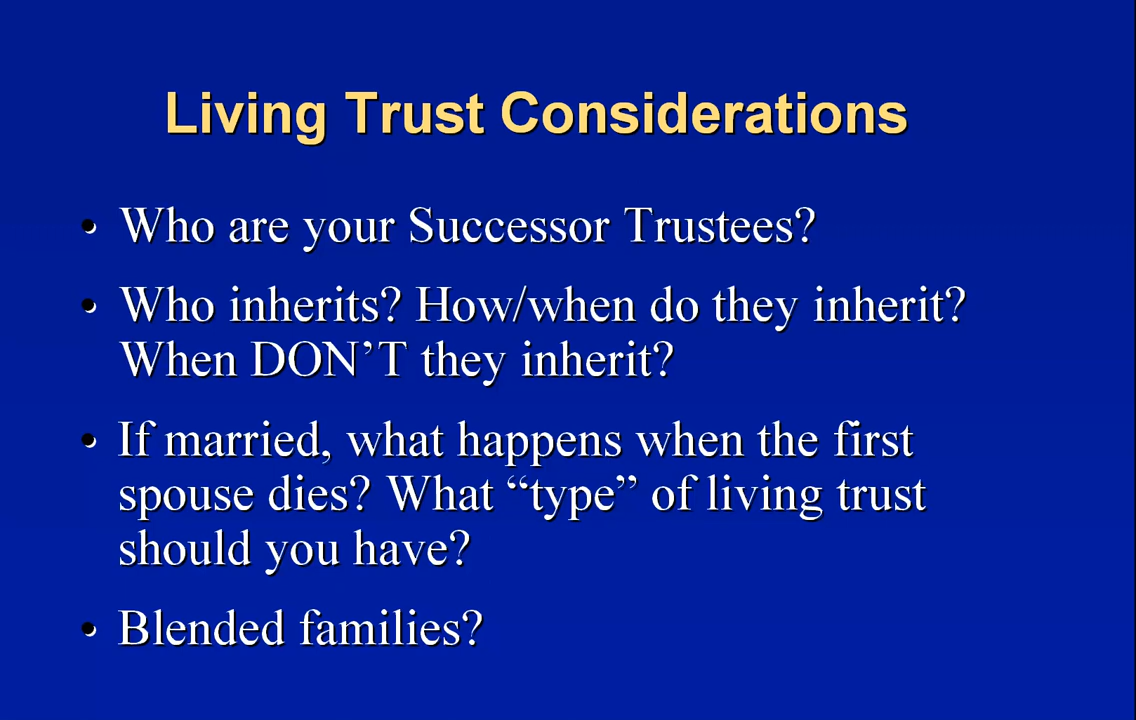 Living Trust Considerations
• Who are your Successor Trustees?
• Who inherits? How/when do they inherit?
When DON’T they inherit?
• If married, what happens when the first
spouse dies? What “type” of living trust
should you have?
• Blended families?